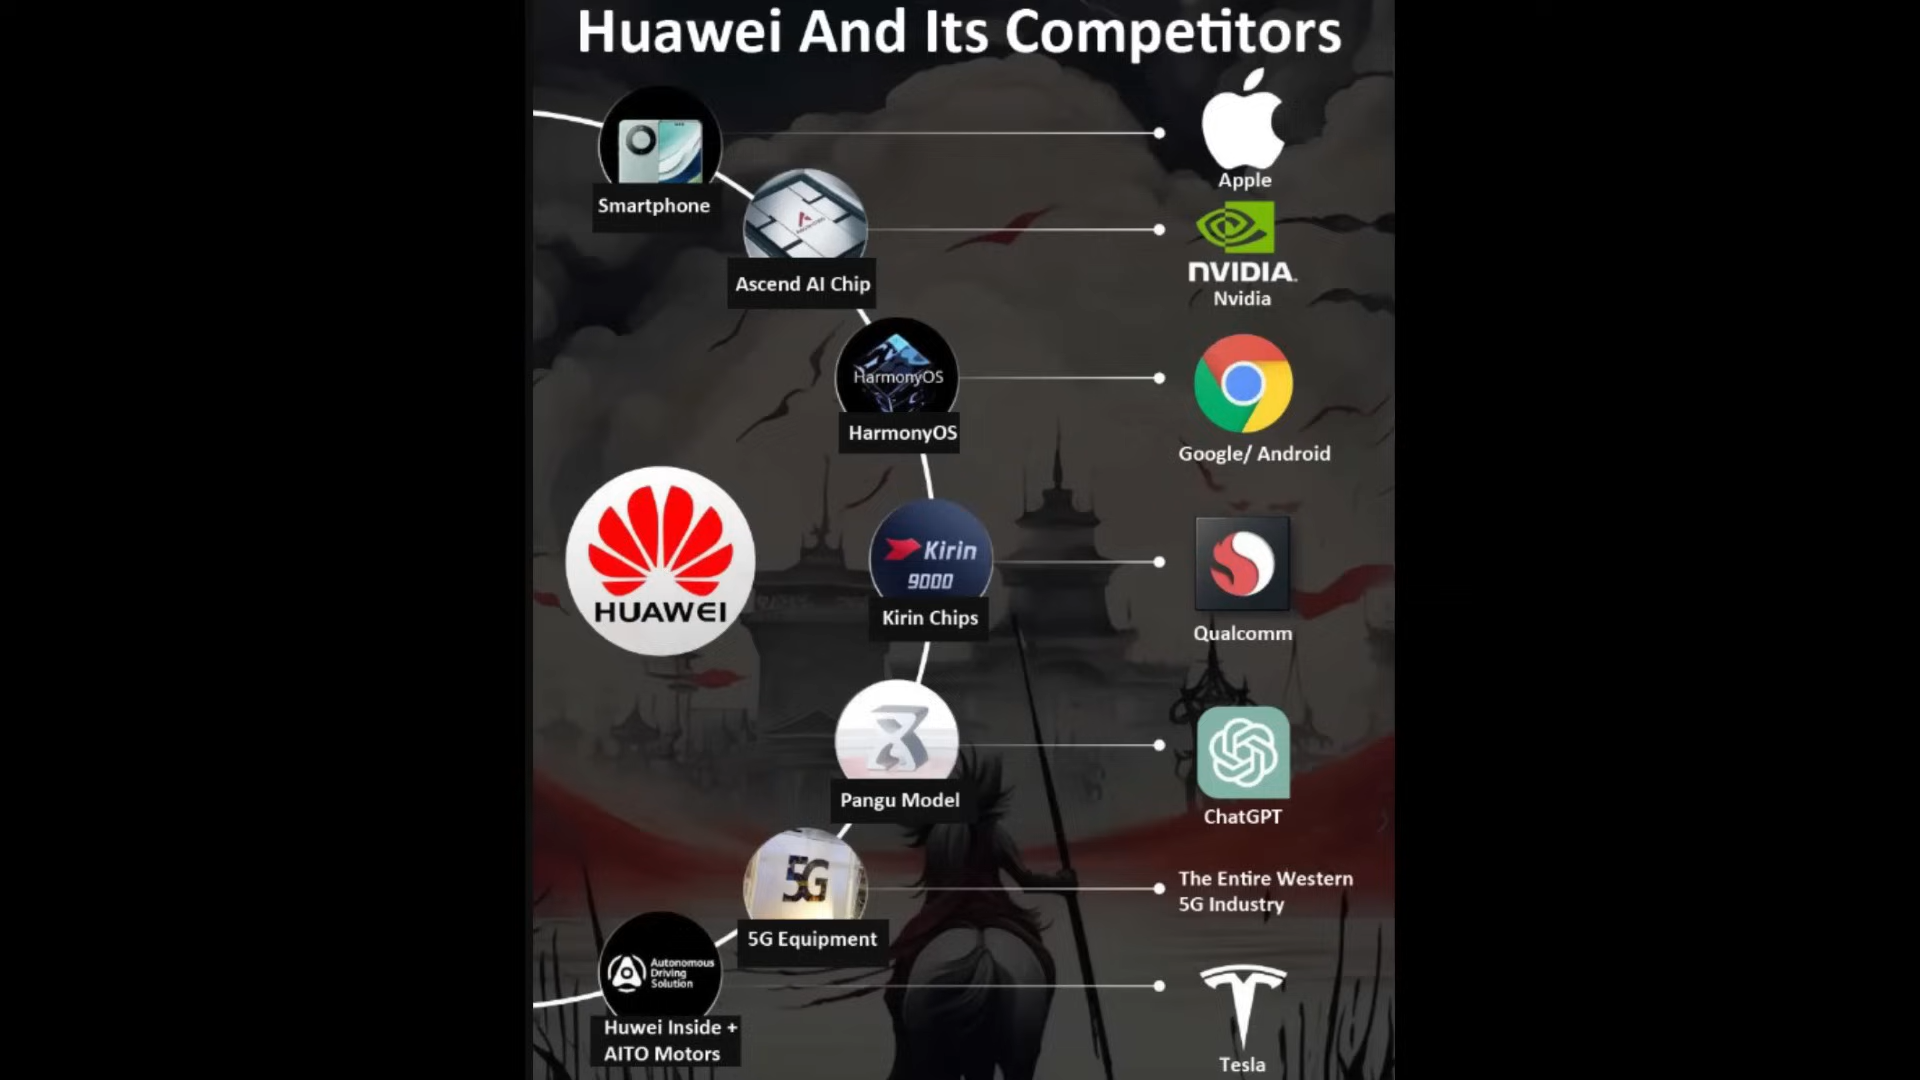 Huawei And Its Competitors
Smartphone
Apple
Ascend AI Chip
NVIDIA.
Nvidia
HarmonyOS
HarmonyOS
Google/ Android
HUAWEI
Kirin
9000
Kirin Chips
Qualcomm
Pangu Model
ChatGPT
5G
5G Equipment
The Entire Western
5G Industry
Autonomous
Driving
Solution
Huwei Inside +
AITO Motors
Tesla